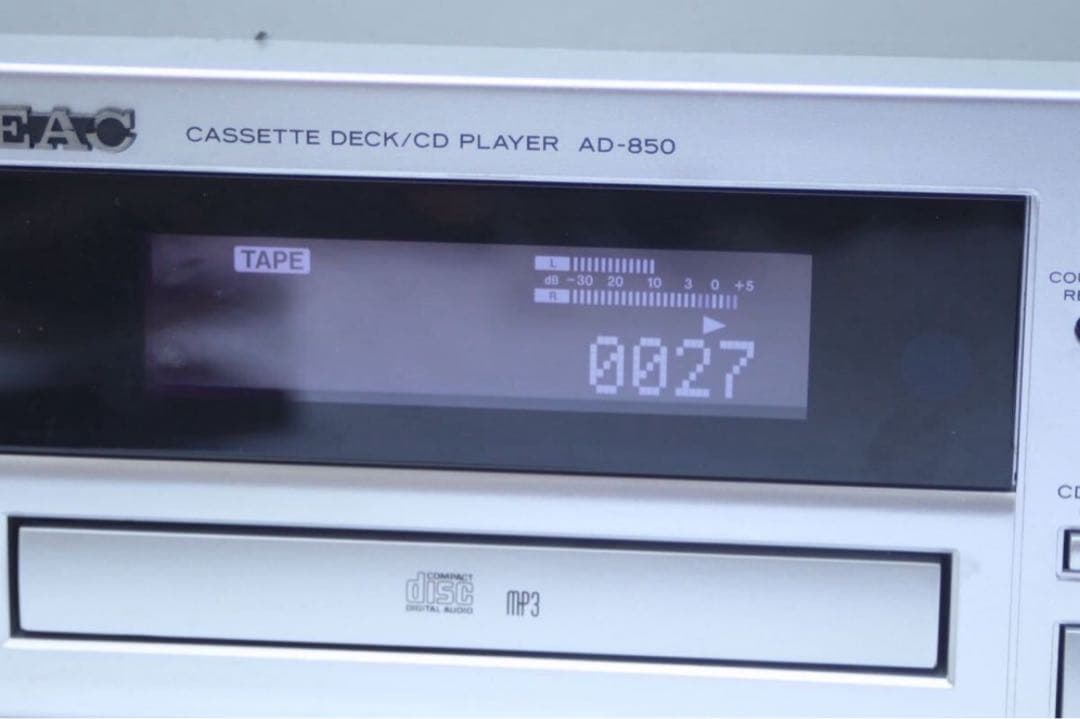 EAC
CASSETTE DECK/CD PLAYER AD-850
TAPE
L
dB -30 20 10 3 0 +5
R
0027
CD
COMPACT
disc
DIGITAL AUDIO
MP3